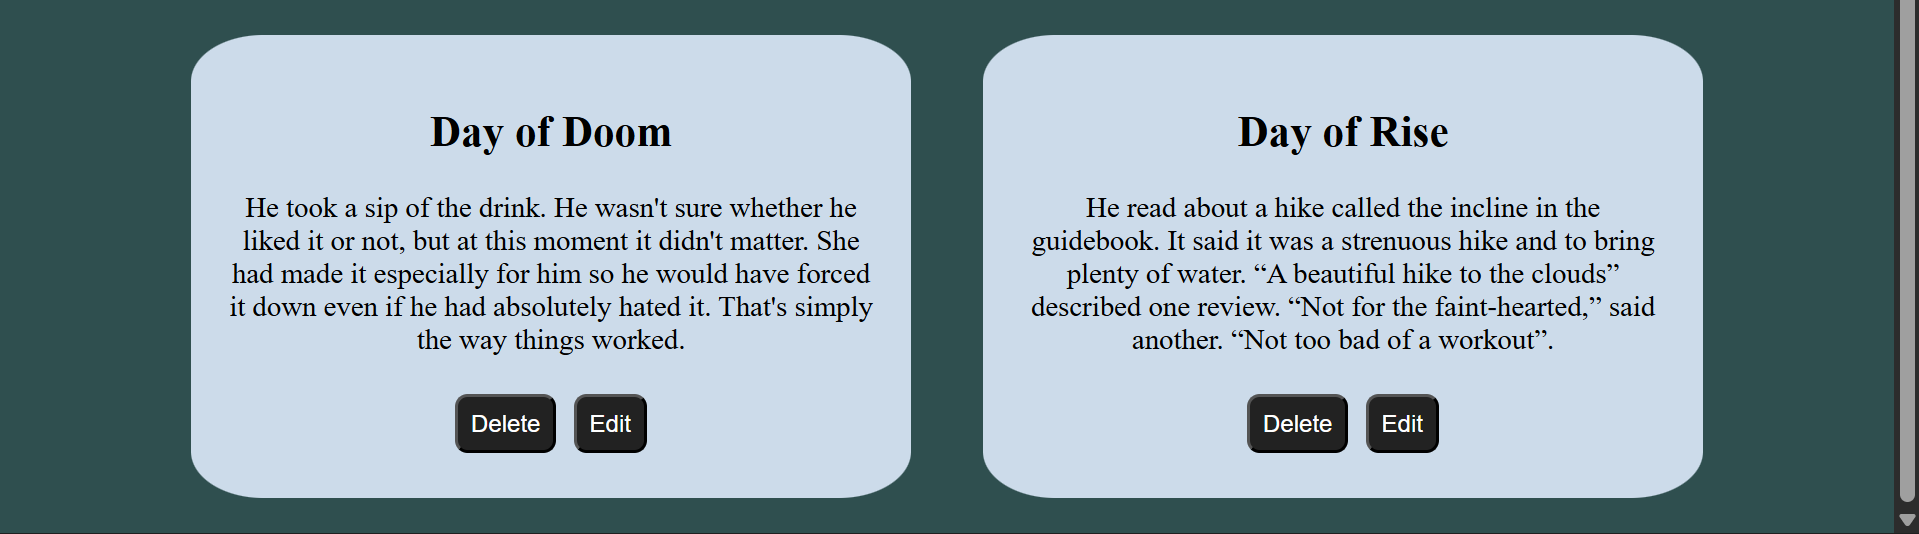 Day of Doom
He took a sip of the drink. He wasn't sure whether he
liked it or not, but at this moment it didn't matter. She
had made it especially for him so he would have forced
it down even if he had absolutely hated it. That's simply
the way things worked.
Delete
Edit
Day of Rise
He read about a hike called the incline in the
guidebook. It said it was a strenuous hike and to bring
plenty of water. “A beautiful hike to the clouds”
described one review. “Not for the faint-hearted,” said
another. “Not too bad of a workout”.
Delete
Edit